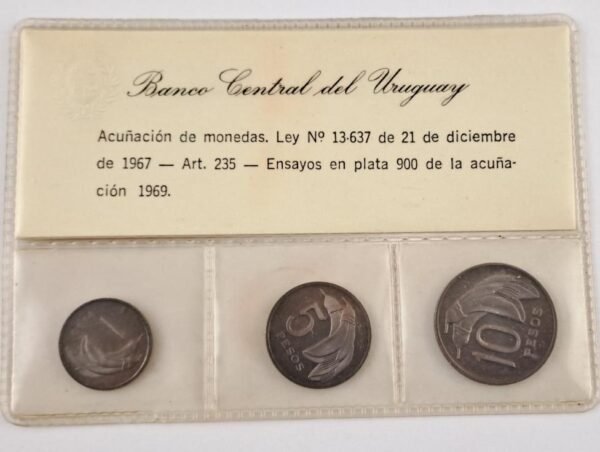 Banco Central del Uruguay
Acuñación de monedas. Ley Nº 13-637 de 21 de diciembre
de 1967 — Art. 235 — Ensayos en plata 900 de la acuña-
ción 1969.
1
5
PESOS
10
PESOS